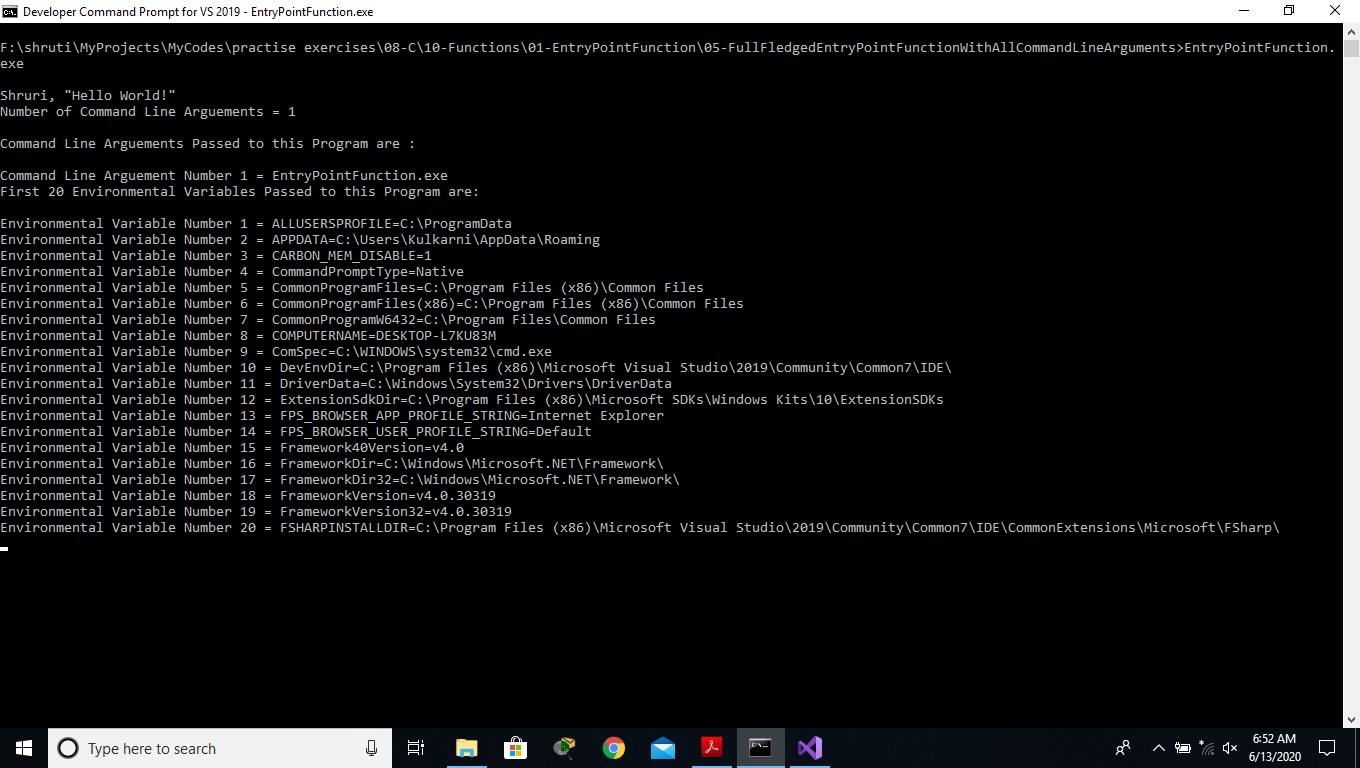 Developer Command Prompt for VS 2019 - EntryPointFunction.exe
F:\shruti\MyProjects\MyCodes\practise exercises\08-C\10-Functions\01-EntryPointFunction\05-FullFledgedEntryPointFunctionWithAllCommandLineArguments>EntryPointFunction.
exe
Shruri, "Hello World!"
Number of Command Line Arguements = 1
Command Line Arguements Passed to this Program are :
Command Line Arguement Number 1 = EntryPointFunction.exe
First 20 Environmental Variables Passed to this Program are:
Environmental Variable Number 1 = ALLUSERSPROFILE=C:\ProgramData
Environmental Variable Number 2 = APPDATA=C:\Users\Kulkarni\AppData\Roaming
Environmental Variable Number 3 = CARBON_MEM_DISABLE=1
Environmental Variable Number 4 = CommandPromptType=Native
Environmental Variable Number 5 = CommonProgramFiles=C:\Program Files (x86)\Common Files
Environmental Variable Number 6 = CommonProgramFiles(x86)=C:\Program Files (x86)\Common Files
Environmental Variable Number 7 = CommonProgramW6432=C:\Program Files\Common Files
Environmental Variable Number 8 = COMPUTERNAME=DESKTOP-L7KU83M
Environmental Variable Number 9 = ComSpec=C:\WINDOWS\system32\cmd.exe
Environmental Variable Number 10 = DevEnvDir=C:\Program Files (x86)\Microsoft Visual Studio\2019\Community\Common7\IDE\
Environmental Variable Number 11 = DriverData=C:\Windows\System32\Drivers\DriverData
Environmental Variable Number 12 = ExtensionSdkDir=C:\Program Files (x86)\Microsoft SDKs\Windows Kits\10\ExtensionSDKs
Environmental Variable Number 13 = FPS_BROWSER_APP_PROFILE_STRING=Internet Explorer
Environmental Variable Number 14 = FPS_BROWSER_USER_PROFILE_STRING=Default
Environmental Variable Number 15 = Framework40Version=v4.0
Environmental Variable Number 16 = FrameworkDir=C:\Windows\Microsoft.NET\Framework\
Environmental Variable Number 17 = FrameworkDir32=C:\Windows\Microsoft.NET\Framework\
Environmental Variable Number 18 = FrameworkVersion=v4.0.30319
Environmental Variable Number 19 = FrameworkVersion32=v4.0.30319
Environmental Variable Number 20 = FSHARPINSTALLDIR=C:\Program Files (x86)\Microsoft Visual Studio\2019\Community\Common7\IDE\CommonExtensions\Microsoft\FSharp\
Type here to search
6:52 AM
6/13/2020